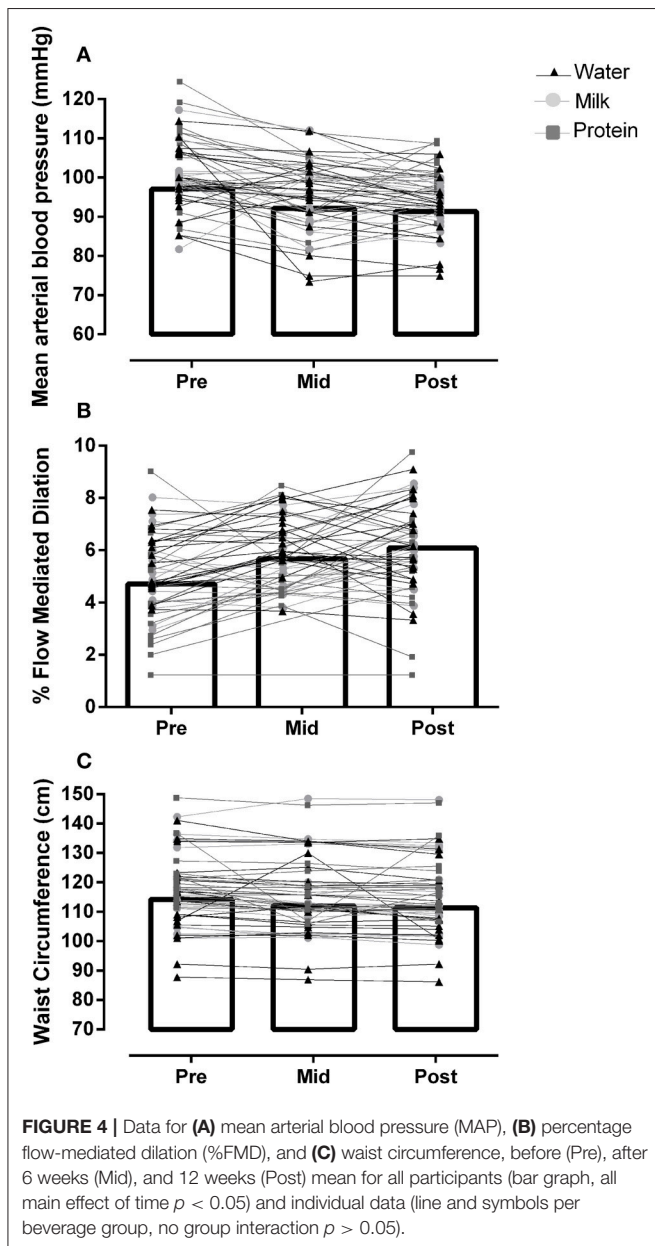 A
Mean arterial blood pressure (mmHg)
120
110
100
90
80
70
60
Pre Mid Post
Water
Milk
Protein
B
% Flow Mediated Dilation
10
8
6
4
2
0
Pre Mid Post
C
Waist Circumference (cm)
150
140
130
120
110
100
90
80
70
Pre Mid Post
FIGURE 4 | Data for (A) mean arterial blood pressure (MAP), (B) percentage
flow-mediated dilation (%FMD), and (C) waist circumference, before (Pre), after
6 weeks (Mid), and 12 weeks (Post) mean for all participants (bar graph, all
main effect of time p < 0.05) and individual data (line and symbols per
beverage group, no group interaction p > 0.05).